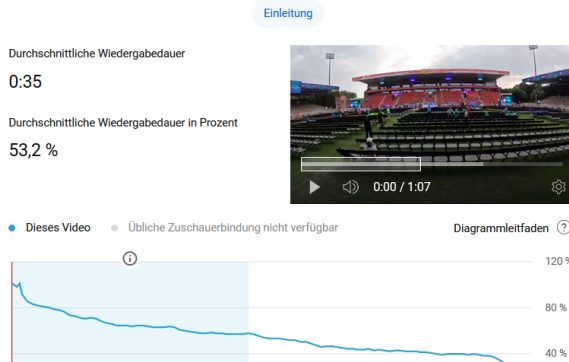 Einleitung
Durchschnittliche Wiedergabedauer
0:35
Durchschnittliche Wiedergabedauer in Prozent
53,2 %
0:00 / 1:07
Dieses Video
Übliche Zuschauerbindung nicht verfügbar
Diagrammleitfaden
120 %
80 %
40 %